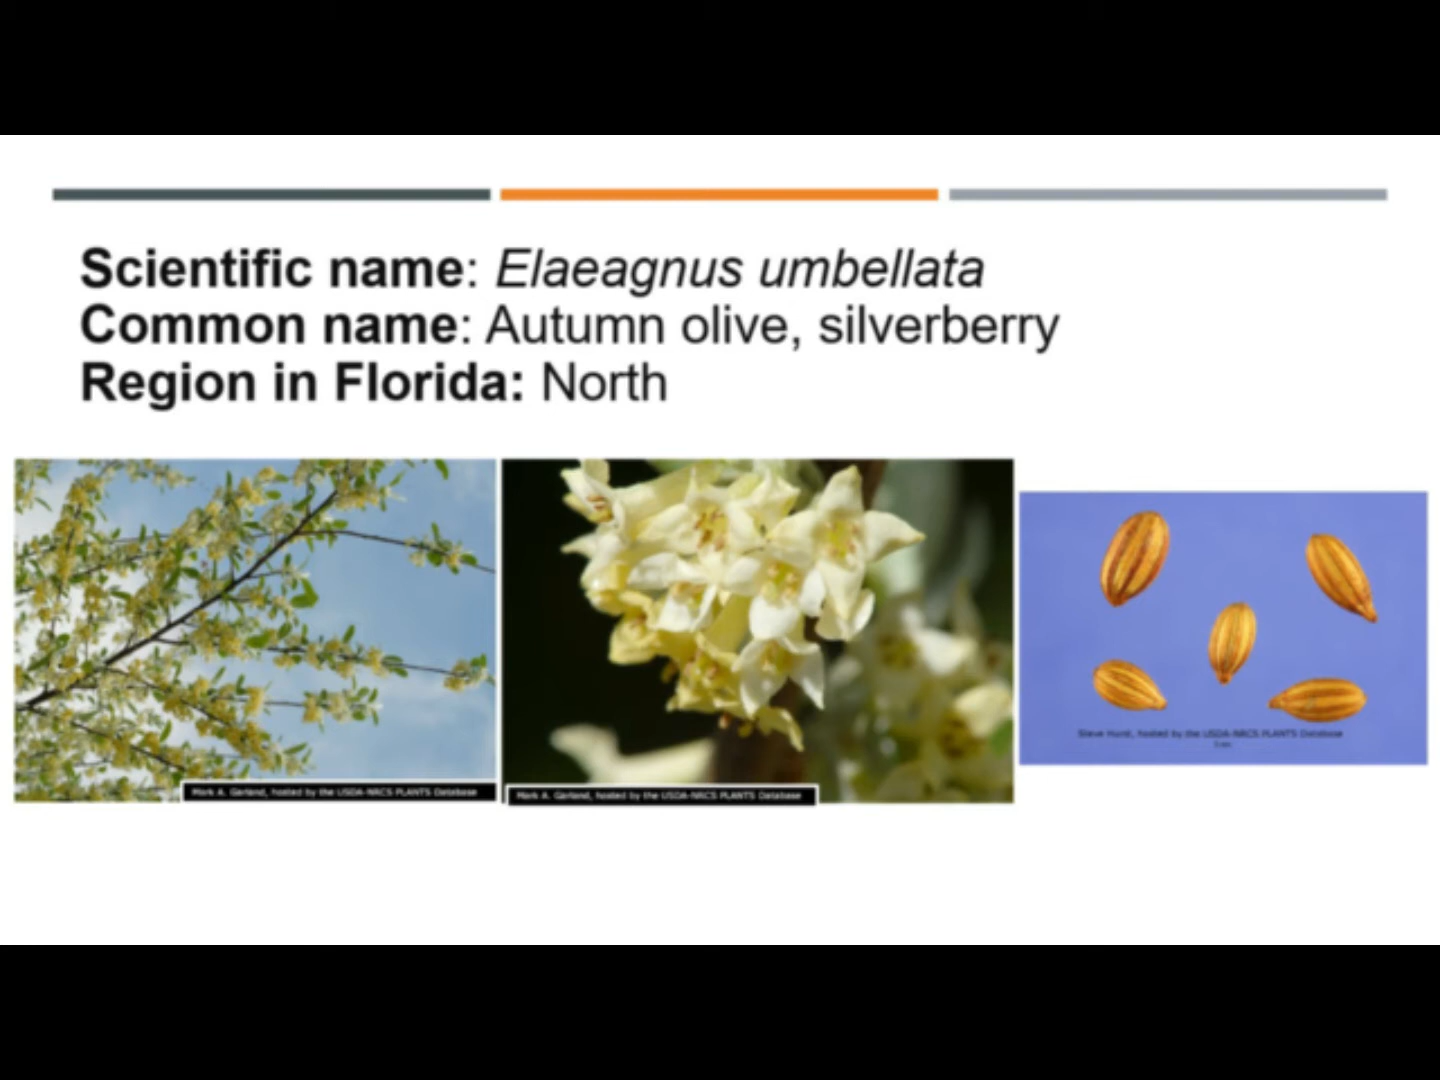 Scientific name: Elaeagnus umbellata
Common name: Autumn olive, silverberry
Region in Florida: North
Mark A. Garland, hosted by the USDA-NRCS PLANTS Database
Mark A. Garland, hosted by the USDA-NRCS PLANTS Database
Steve Hurst, hosted by the USDA-NRCS PLANTS Database